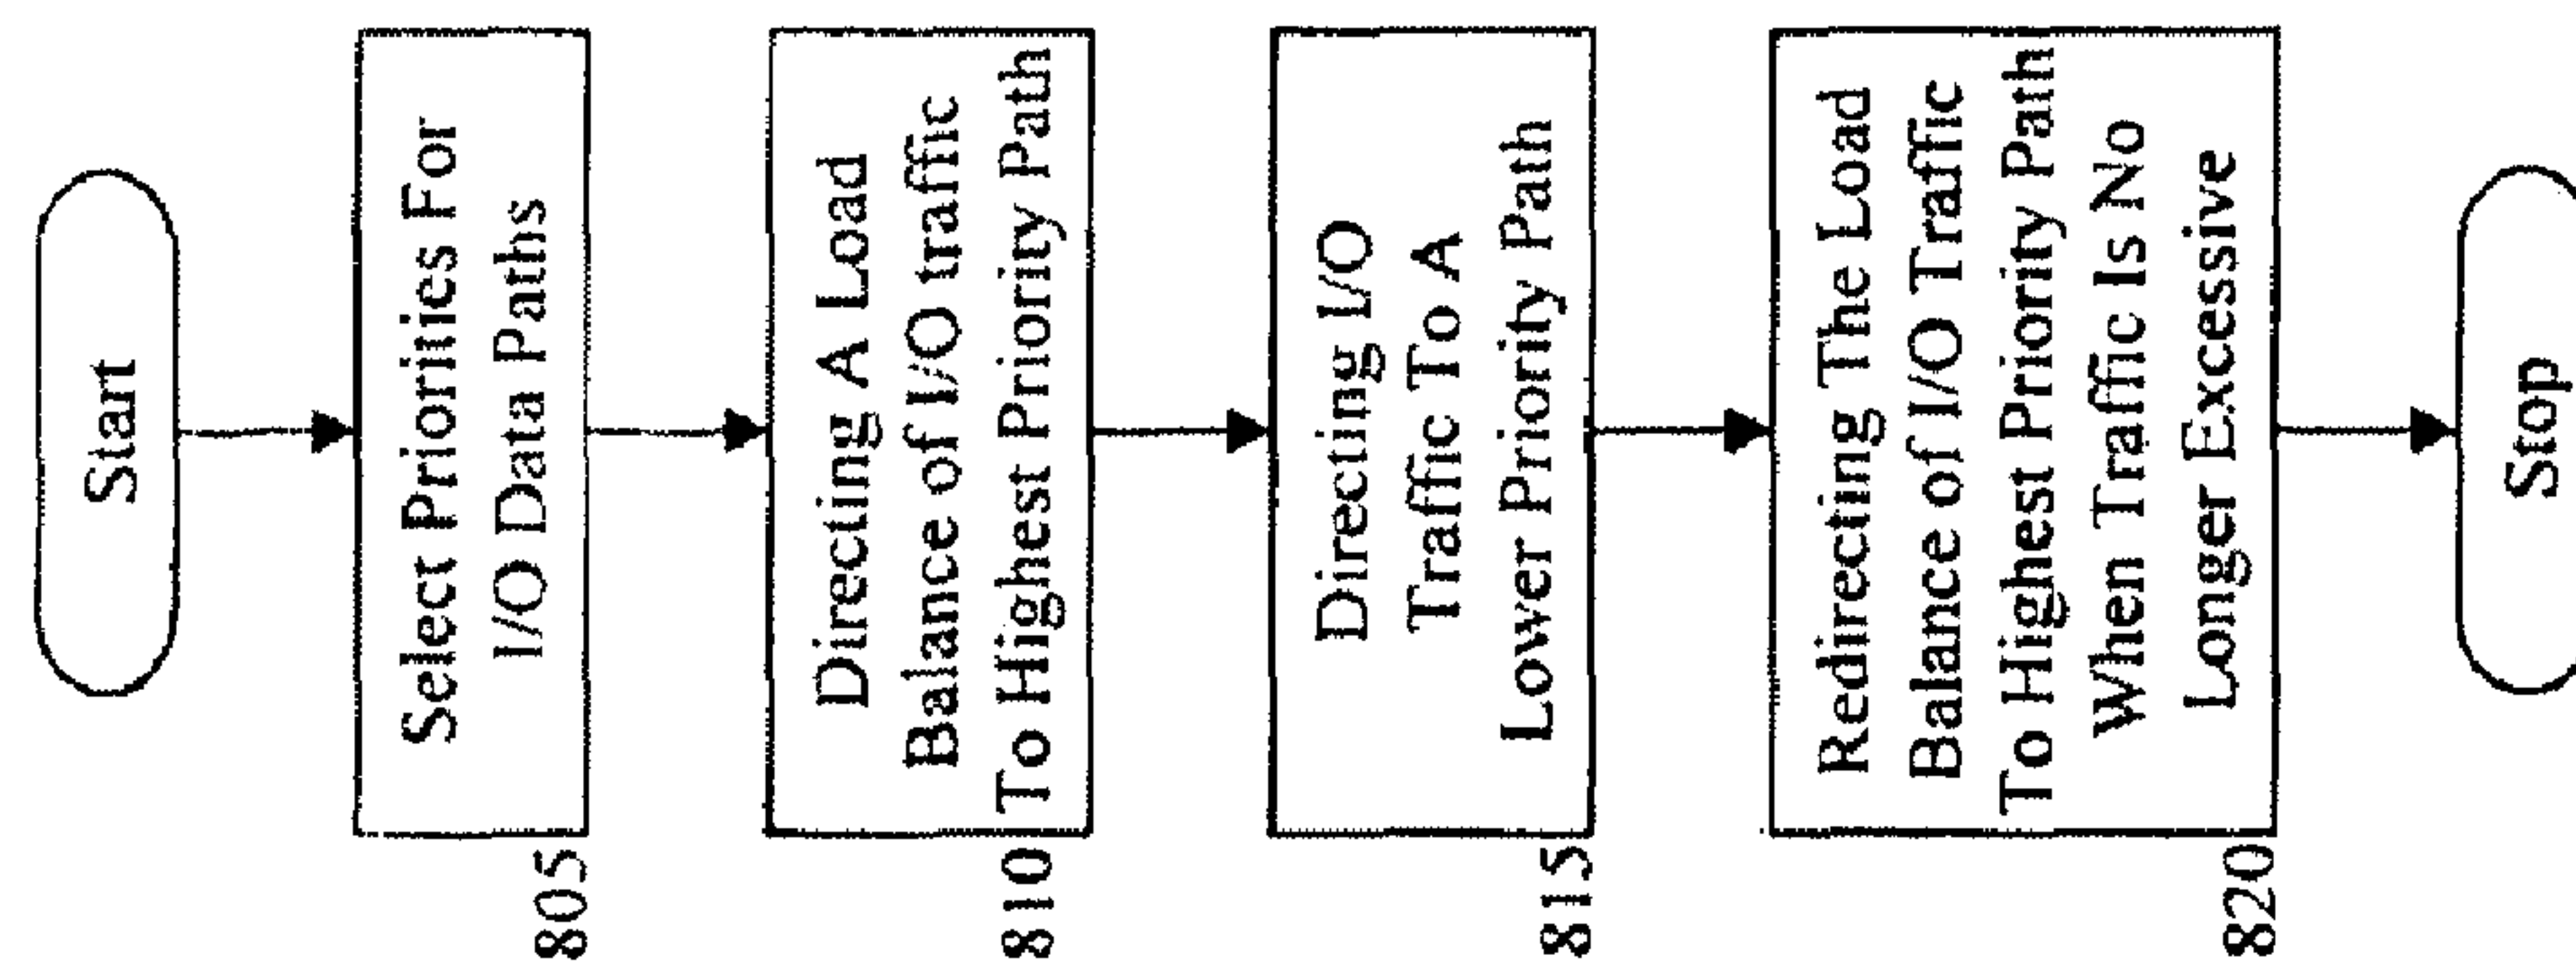 Start
Select Priorities For
I/O Data Paths
805
Directing A Load
Balance of I/O traffic
To Highest Priority Path
810
Directing I/O
Traffic To A
Lower Priority Path
815
Redirecting The Load
Balance of I/O Traffic
To Highest Priority Path
When Traffic Is No
Longer Excessive
820
Stop